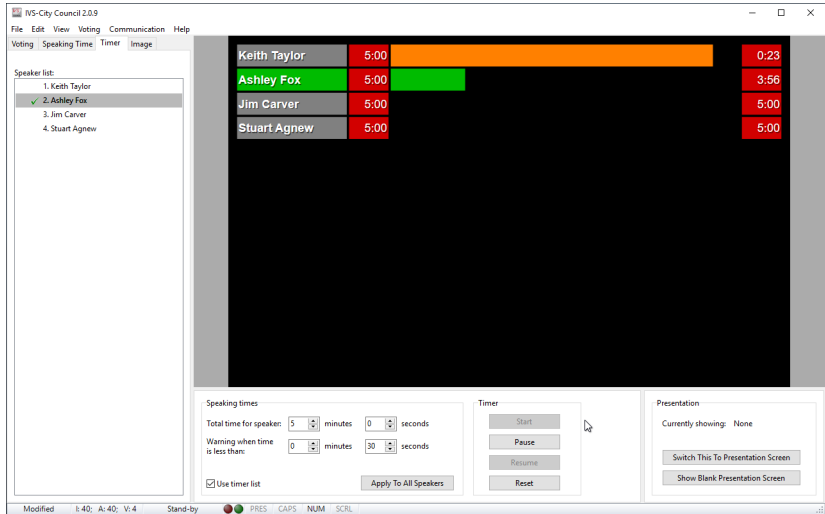 IVS-City Council 2.0.9
File Edit View Voting Communication Help
Voting Speaking Time Timer Image
Speaker list:
1. Keith Taylor
2. Ashley Fox
3. Jim Carver
4. Stuart Agnew
Keith Taylor 5:00 0:23
Ashley Fox 5:00 3:56
Jim Carver 5:00 5:00
Stuart Agnew 5:00 5:00
Speaking times
Total time for speaker: 5 minutes 0 seconds
Warning when time
is less than: 0 minutes 30 seconds
Use timer list Apply To All Speakers
Timer
Start
Pause
Resume
Reset
Presentation
Currently showing: None
Switch This To Presentation Screen
Show Blank Presentation Screen
Modified I: 40; A: 40; V: 4 Stand-by PRES CAPS NUM SCRL